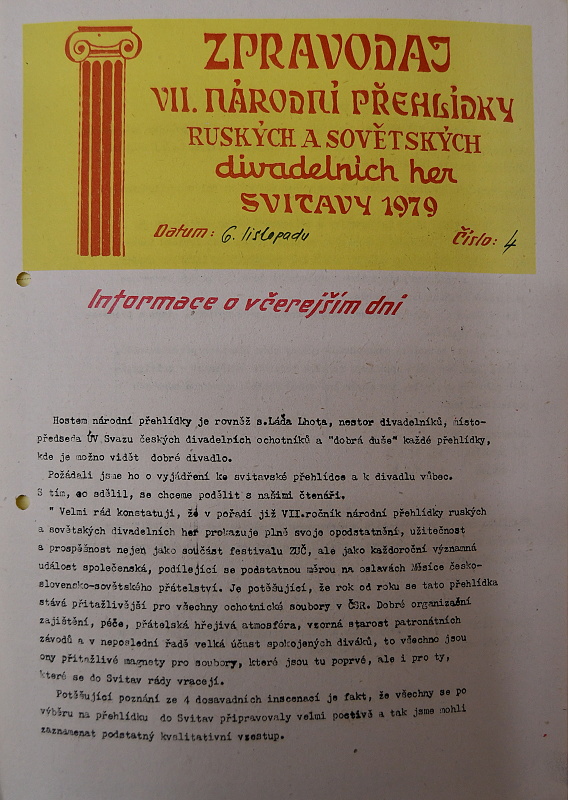 ZPRAVODAJ
VII. NÁRODNÍ PŘEHLÍDKY
RUSKÝCH A SOVĚTSKÝCH
divadelních her
SVITAVY 1979
Datum: 6. listopadu Číslo: 4
Informace o včerejším dni
Hostem národní přehlídky je rovněž s.Láďa Lhota, nestor divadelníků, místo-
předseda ÚV Svazu českých divadelních ochotníků a "dobrá duše" každé přehlídky,
kde je možno vidět dobré divadlo.
Požádali jsme ho o vyjádření ke svitavské přehlídce a k divadlu vůbec.
S tím, co sdělil, se chceme podělit s našimi čtenáři.
" Velmi rád konstatuji, že v pořadí již VII.ročník národní přehlídky ruských
a sovětských divadelních her prokazuje plně svoje opodstatnění, užitečnost
a prospěšnost nejen jako součást festivalu ZUČ, ale jako každoroční významná
událost společenská, podílející se podstatnou měrou na oslavách Měsíce česko-
slovencko-sovětského přátelství. Je potěšující, že rok od roku se tato přehlídka
stává přitažlivější pro všechny ochotnické soubory v ČSR. Dobré organizační
zajištění, péče, přátelská hřejivá atmosféra, vzorná starost patronátních
závodů a v neposlední řadě velká účast spokojených diváků, to všechno jsou
ony přitažlivé magnety pro soubory, které jsou tu poprvé, ale i pro ty,
které se do Svitav rády vracejí.
Potěšující poznání ze 4 dosavadních inscenací je fakt, že všechny se po
výběru na přehlídku do Svitav připravovaly velmi poctivě a tak jsme mohli
zaznamenat podstatný kvalitativní vzestup.